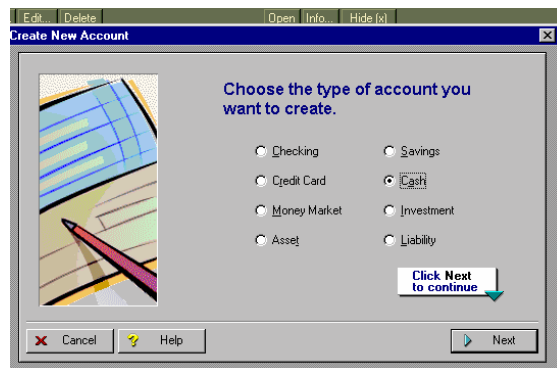 Edit... Delete Open Info... Hide (x)
Create New Account
Choose the type of account you
want to create.
Checking Savings
Credit Card Cash
Money Market Investment
Asset Liability
Click Next
to continue
Cancel ? Help Next